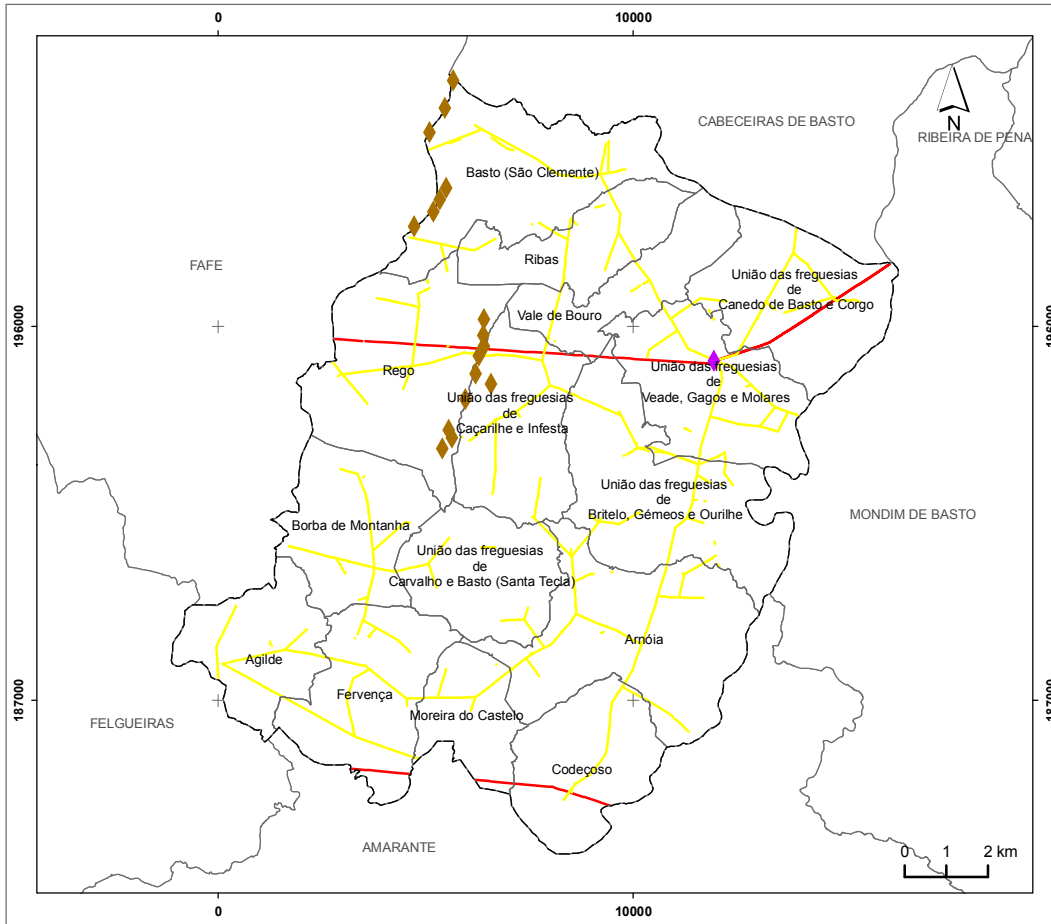 0
10000
CABECEIRAS DE BASTO
N
RIBEIRA DE PENA
Basto (São Clemente)
FAFE
Ribas
União das freguesias
de
Canedo de Basto e Corgo
Vale de Bouro
196000
196000
Rego
União das freguesias
de
Veade, Gagos e Molares
União das freguesias
de
Caçarilhe e Infesta
União das freguesias
de
Britelo, Gémeos e Ourilhe
MONDIM DE BASTO
Borba de Montanha
União das freguesias
de
Carvalho e Basto (Santa Tecla)
Arnóia
Agilde
Fervença
187000
187000
Moreira do Castelo
FELGUEIRAS
Codeçoso
AMARANTE
0 1 2 km
0
10000